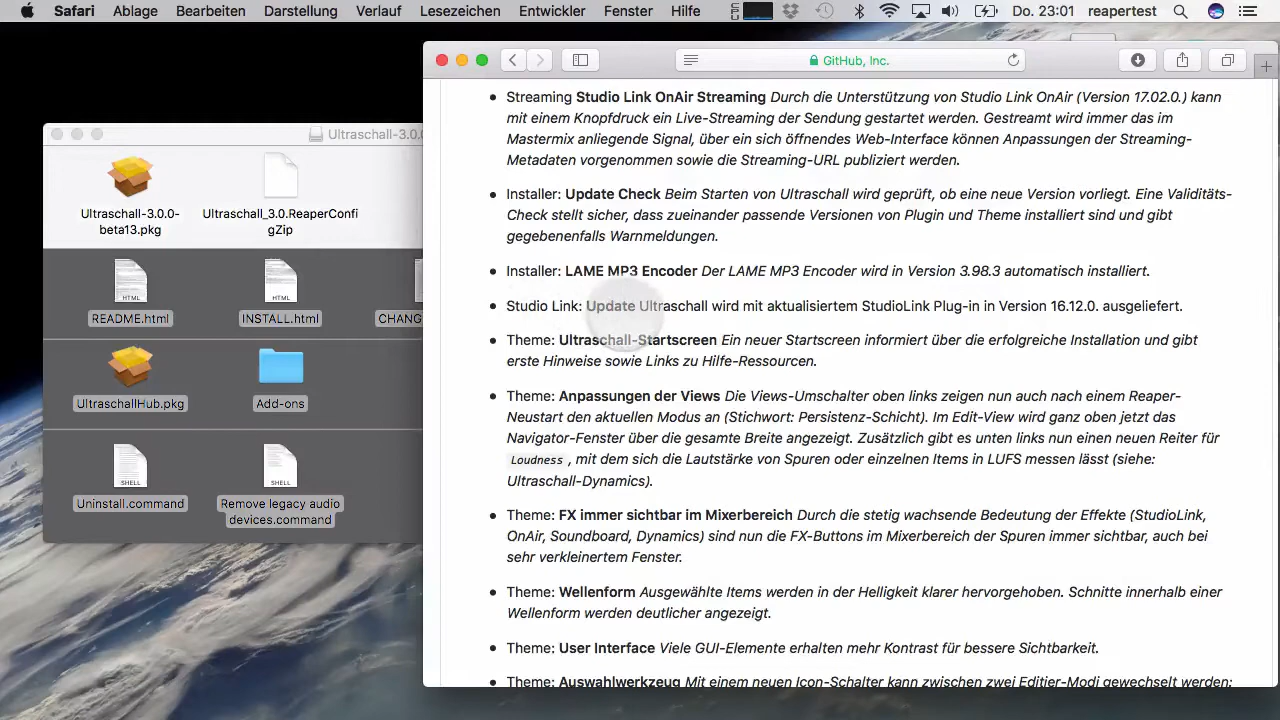 Safari Ablage Bearbeiten Darstellung Verlauf Lesezeichen Entwickler Fenster Hilfe Do. 23:01 reapertest
GitHub, Inc.
Ultraschall-3.0.0
Ultraschall-3.0.0-
beta13.pkg
Ultraschall_3.0.ReaperConfi
gZip
README.html
INSTALL.html
CHANG
UltraschallHub.pkg
Add-ons
Uninstall.command
Remove legacy audio
devices.command
HTML
HTML
SHELL
SHELL
• Streaming Studio Link OnAir Streaming Durch die Unterstützung von Studio Link OnAir (Version 17.02.0.) kann
mit einem Knopfdruck ein Live-Streaming der Sendung gestartet werden. Gestreamt wird immer das im
Mastermix anliegende Signal, über ein sich öffnendes Web-Interface können Anpassungen der Streaming-
Metadaten vorgenommen sowie die Streaming-URL publiziert werden.
• Installer: Update Check Beim Starten von Ultraschall wird geprüft, ob eine neue Version vorliegt. Eine Validitäts-
Check stellt sicher, dass zueinander passende Versionen von Plugin und Theme installiert sind und gibt
gegebenenfalls Warnmeldungen.
• Installer: LAME MP3 Encoder Der LAME MP3 Encoder wird in Version 3.98.3 automatisch installiert.
• Studio Link: Update Ultraschall wird mit aktualisiertem StudioLink Plug-in in Version 16.12.0. ausgeliefert.
• Theme: Ultraschall-Startscreen Ein neuer Startscreen informiert über die erfolgreiche Installation und gibt
erste Hinweise sowie Links zu Hilfe-Ressourcen.
• Theme: Anpassungen der Views Die Views-Umschalter oben links zeigen nun auch nach einem Reaper-
Neustart den aktuellen Modus an (Stichwort: Persistenz-Schicht). Im Edit-View wird ganz oben jetzt das
Navigator-Fenster über die gesamte Breite angezeigt. Zusätzlich gibt es unten links nun einen neuen Reiter für
Loudness , mit dem sich die Lautstärke von Spuren oder einzelnen Items in LUFS messen lässt (siehe:
Ultraschall-Dynamics).
• Theme: FX immer sichtbar im Mixerbereich Durch die stetig wachsende Bedeutung der Effekte (StudioLink,
OnAir, Soundboard, Dynamics) sind nun die FX-Buttons im Mixerbereich der Spuren immer sichtbar, auch bei
sehr verkleinertem Fenster.
• Theme: Wellenform Ausgewählte Items werden in der Helligkeit klarer hervorgehoben. Schnitte innerhalb einer
Wellenform werden deutlicher angezeigt.
• Theme: User Interface Viele GUI-Elemente erhalten mehr Kontrast für bessere Sichtbarkeit.
• Theme: Auswahlwerkzeug Mit einem neuen Icon-Schalter kann zwischen zwei Editier-Modi gewechselt werden: